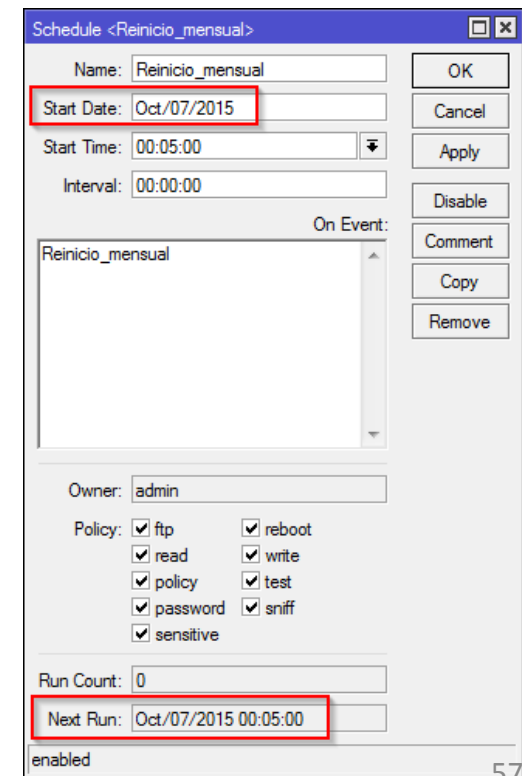 Schedule <Reinicio_mensual>
Name: Reinicio_mensual
OK
Start Date: Oct/07/2015
Cancel
Start Time: 00:05:00
Apply
Interval: 00:00:00
Disable
On Event:
Comment
Reinicio_mensual
Copy
Remove
Owner: admin
Policy: ftp reboot
read write
policy test
password sniff
sensitive
Run Count: 0
Next Run: Oct/07/2015 00:05:00
enabled
57